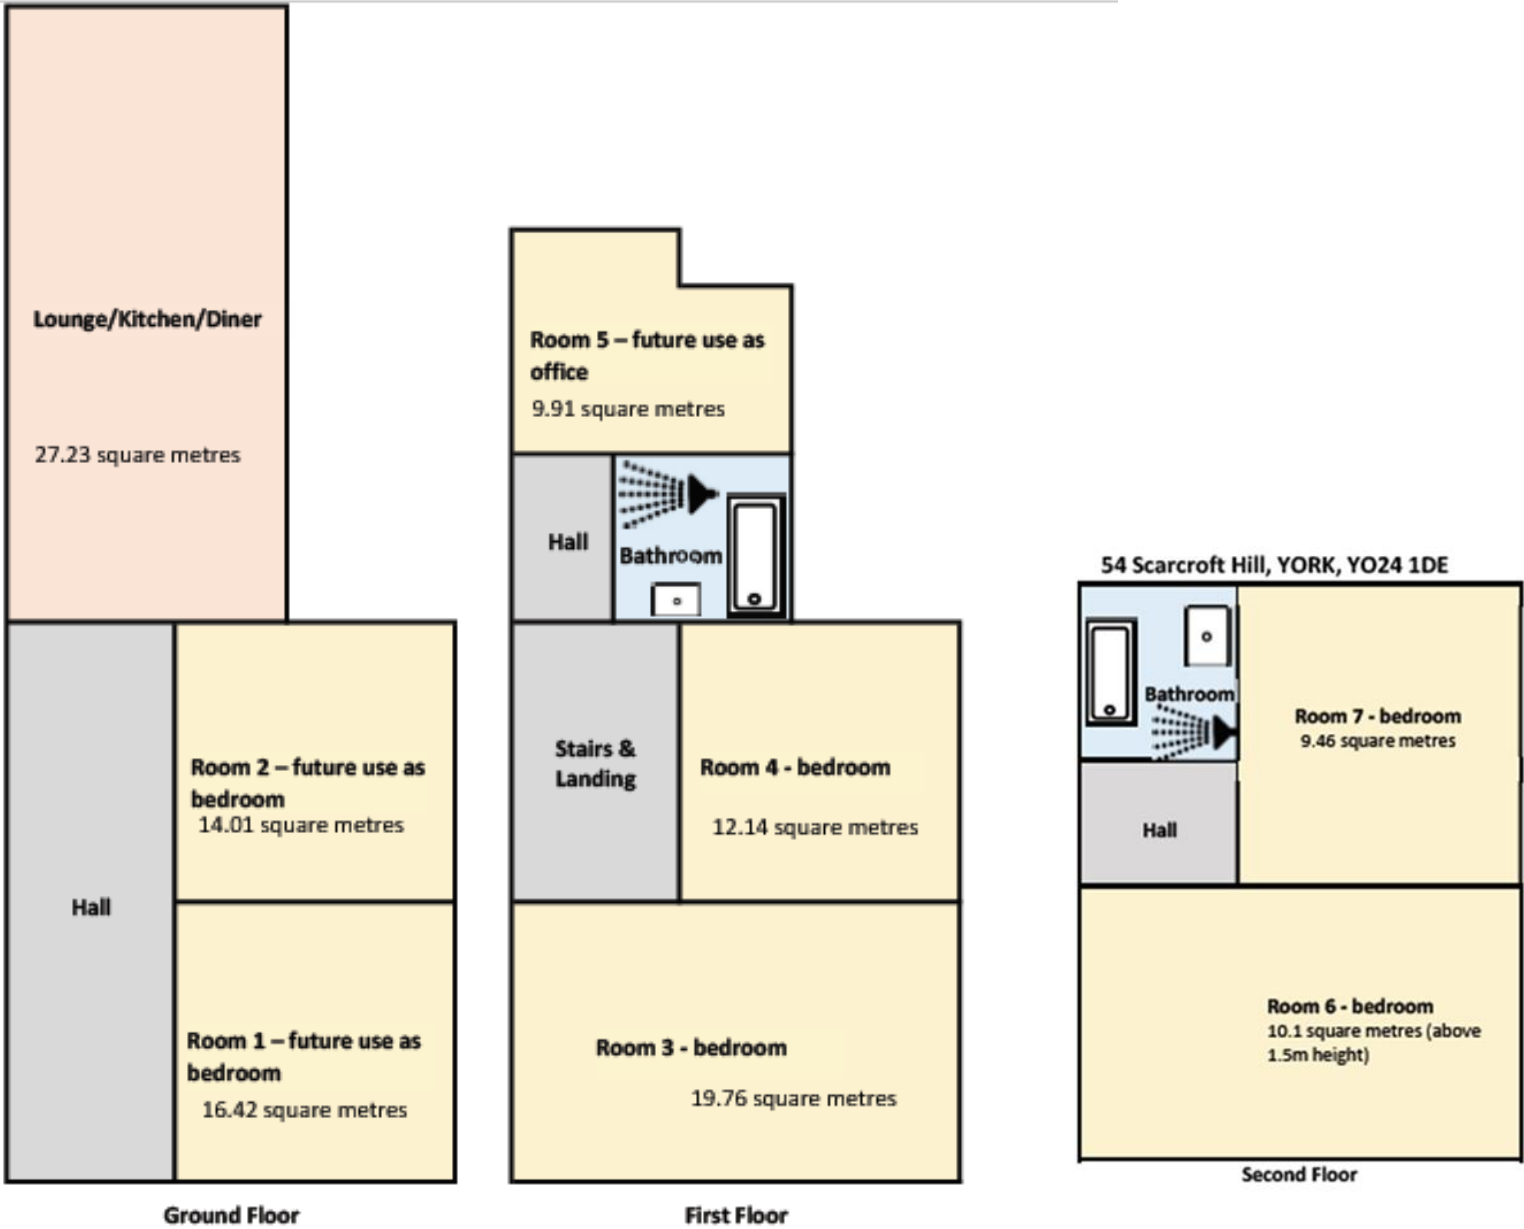 Lounge/Kitchen/Diner
27.23 square metres
Hall
Room 2 – future use as
bedroom
14.01 square metres
Room 1 – future use as
bedroom
16.42 square metres
Ground Floor
Room 5 – future use as
office
9.91 square metres
Hall
Bathroom
Stairs &
Landing
Room 4 - bedroom
12.14 square metres
Room 3 - bedroom
19.76 square metres
First Floor
54 Scarcroft Hill, YORK, YO24 1DE
Bathroom
Room 7 - bedroom
9.46 square metres
Hall
Room 6 - bedroom
10.1 square metres (above
1.5m height)
Second Floor